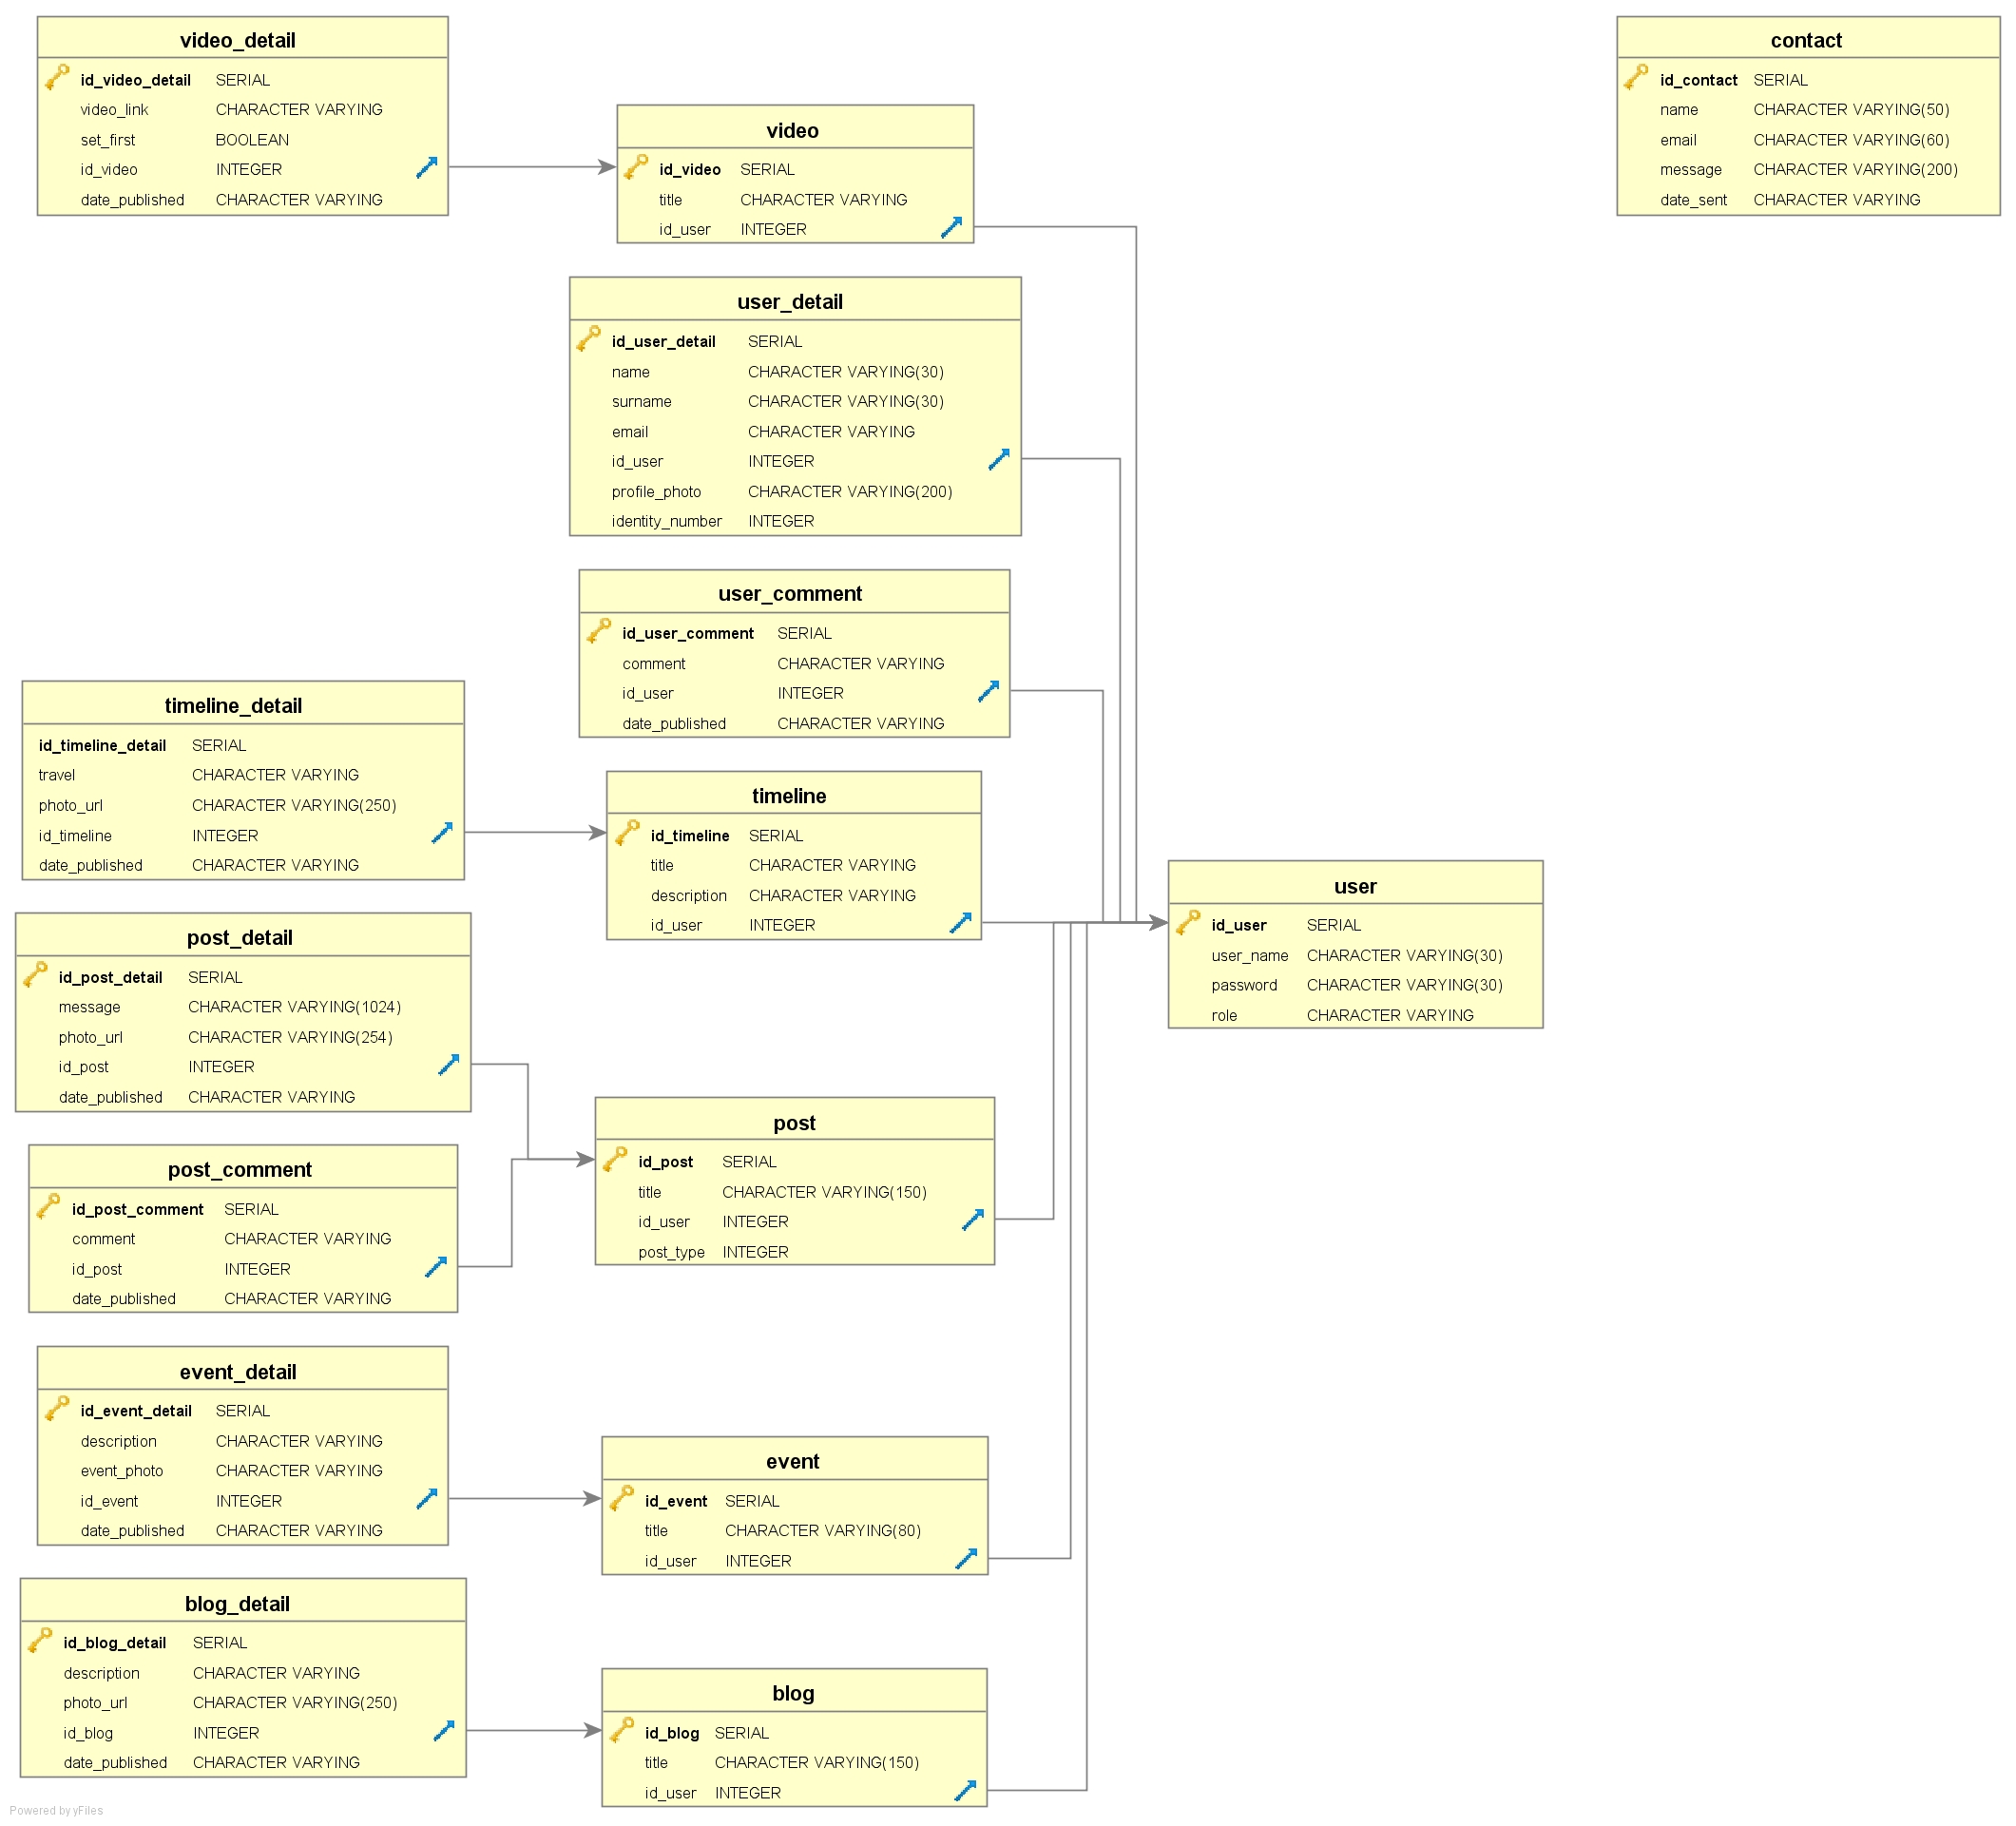 video_detail
id_video_detail SERIAL
video_link CHARACTER VARYING
set_first BOOLEAN
id_video INTEGER
date_published CHARACTER VARYING
contact
id_contact SERIAL
name CHARACTER VARYING(50)
email CHARACTER VARYING(60)
message CHARACTER VARYING(200)
date_sent CHARACTER VARYING
video
id_video SERIAL
title CHARACTER VARYING
id_user INTEGER
user_detail
id_user_detail SERIAL
name CHARACTER VARYING(30)
surname CHARACTER VARYING(30)
email CHARACTER VARYING
id_user INTEGER
profile_photo CHARACTER VARYING(200)
identity_number INTEGER
user_comment
id_user_comment SERIAL
comment CHARACTER VARYING
id_user INTEGER
date_published CHARACTER VARYING
timeline_detail
id_timeline_detail SERIAL
travel CHARACTER VARYING
photo_url CHARACTER VARYING(250)
id_timeline INTEGER
date_published CHARACTER VARYING
timeline
id_timeline SERIAL
title CHARACTER VARYING
description CHARACTER VARYING
id_user INTEGER
user
id_user SERIAL
user_name CHARACTER VARYING(30)
password CHARACTER VARYING(30)
role CHARACTER VARYING
post_detail
id_post_detail SERIAL
message CHARACTER VARYING(1024)
photo_url CHARACTER VARYING(254)
id_post INTEGER
date_published CHARACTER VARYING
post
id_post SERIAL
title CHARACTER VARYING(150)
id_user INTEGER
post_type INTEGER
post_comment
id_post_comment SERIAL
comment CHARACTER VARYING
id_post INTEGER
date_published CHARACTER VARYING
event_detail
id_event_detail SERIAL
description CHARACTER VARYING
event_photo CHARACTER VARYING
id_event INTEGER
date_published CHARACTER VARYING
event
id_event SERIAL
title CHARACTER VARYING(80)
id_user INTEGER
blog_detail
id_blog_detail SERIAL
description CHARACTER VARYING
photo_url CHARACTER VARYING(250)
id_blog INTEGER
date_published CHARACTER VARYING
blog
id_blog SERIAL
title CHARACTER VARYING(150)
id_user INTEGER
Powered by yFiles